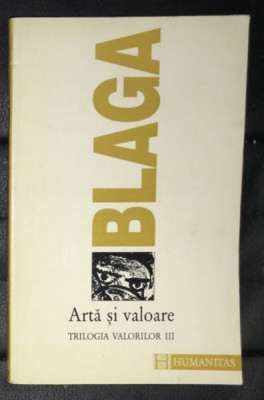 BLAGA
Artă și valoare
TRILOGIA VALORILOR III
HUMANITAS